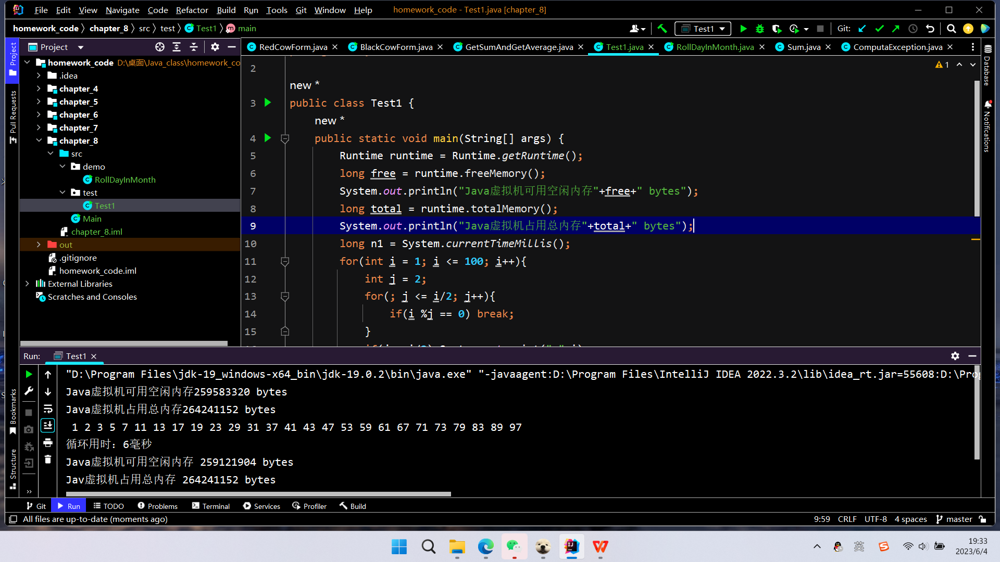 File Edit View Navigate Code Refactor Build Run Tools Git Window Help homework_code - Test1.java [chapter_8]
homework_code chapter_8 src test Test1 main Test1 Git:
Project RedCowForm.java BlackCowForm.java GetSumAndGetAverage.java Test1.java RollDayInMonth.java Sum.java ComputaException.java
homework_code D:\桌面\Java_class\homework_co
.idea
chapter_4
chapter_5
chapter_6
chapter_7
chapter_8
src
demo
RollDayInMonth
test
Test1
Main
chapter_8.iml
out
.gitignore
homework_code.iml
External Libraries
Scratches and Consoles
Project
Pull Requests
Bookmarks
Structure
1
2
new *
3 public class Test1 {
new *
4 public static void main(String[] args) {
5 Runtime runtime = Runtime.getRuntime();
6 long free = runtime.freeMemory();
7 System.out.println("Java虚拟机可用空闲内存"+free+" bytes");
8 long total = runtime.totalMemory();
9 System.out.println("Java虚拟机占用总内存"+total+" bytes");
10 long n1 = System.currentTimeMillis();
11 for(int i = 1; i <= 100; i++){
12 int j = 2;
13 for(; j <= i/2; j++){
14 if(i %j == 0) break;
15 }
Database
Notifications
Run: Test1
"D:\Program Files\jdk-19_windows-x64_bin\jdk-19.0.2\bin\java.exe" "-javaagent:D:\Program Files\IntelliJ IDEA 2022.3.2\lib\idea_rt.jar=55608:D:\Pro
Java虚拟机可用空闲内存259583320 bytes
Java虚拟机占用总内存264241152 bytes
1 2 3 5 7 11 13 17 19 23 29 31 37 41 43 47 53 59 61 67 71 73 79 83 89 97
循环用时：6毫秒
Java虚拟机可用空闲内存 259121904 bytes
Jav虚拟机占用总内存 264241152 bytes
Git Run TODO Problems Terminal Services Profiler Build
All files are up-to-date (moments ago) 9:59 CRLF UTF-8 4 spaces master
英 19:33
2023/6/4